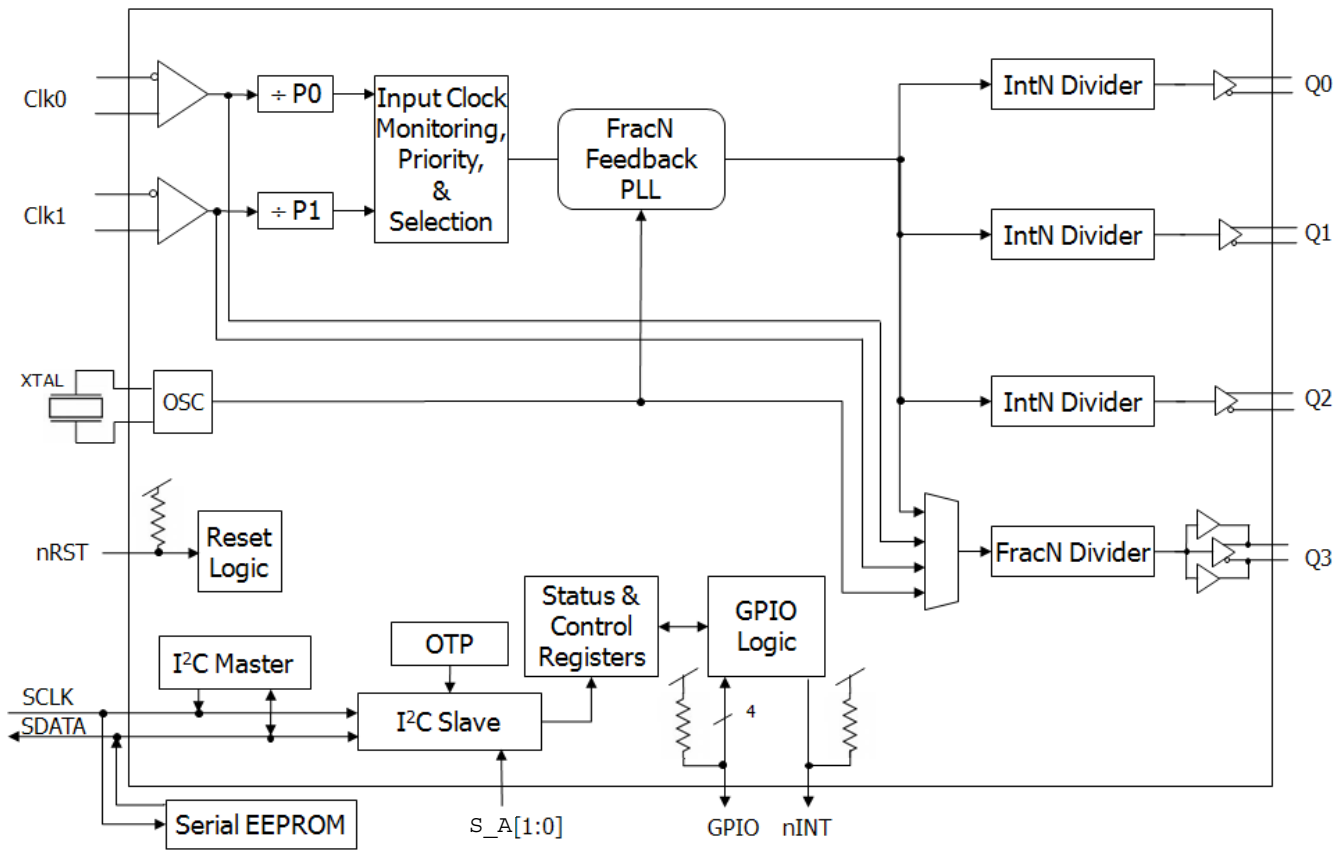 Clk0
÷ P0
Input Clock
Monitoring,
Priority,
&
Selection
FracN
Feedback
PLL
IntN Divider
Q0
Clk1
÷ P1
IntN Divider
Q1
XTAL
OSC
IntN Divider
Q2
nRST
Reset
Logic
FracN Divider
Q3
I²C Master
OTP
Status &
Control
Registers
GPIO
Logic
SCLK
SDATA
I²C Slave
4
Serial EEPROM
S_A[1:0]
GPIO
nINT